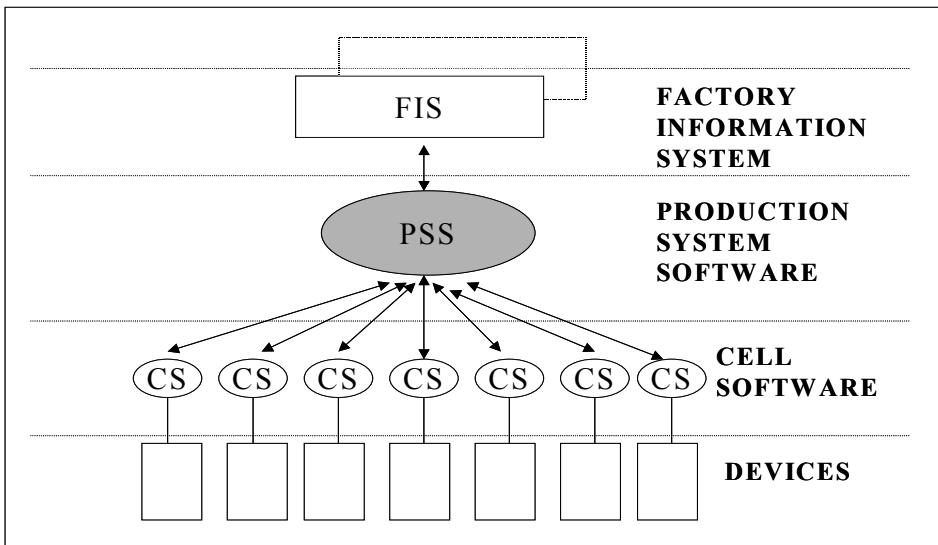 FIS
FACTORY
INFORMATION
SYSTEM
PSS
PRODUCTION
SYSTEM
SOFTWARE
CS CS CS CS CS CS CS
CELL
SOFTWARE
DEVICES